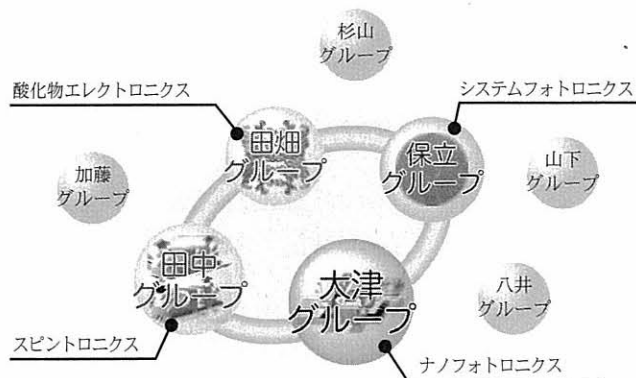 杉山
グループ
酸化物エレクトロニクス
システムフォトロニクス
田畑
グループ
保立
グループ
加藤
グループ
山下
グループ
田中
グループ
大津
グループ
八井
グループ
スピントロニクス
ナノフォトロニクス